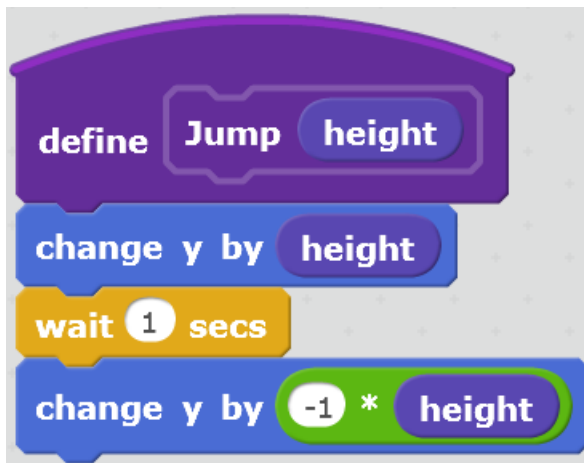 define Jump height
change y by height
wait 1 secs
change y by -1 * height